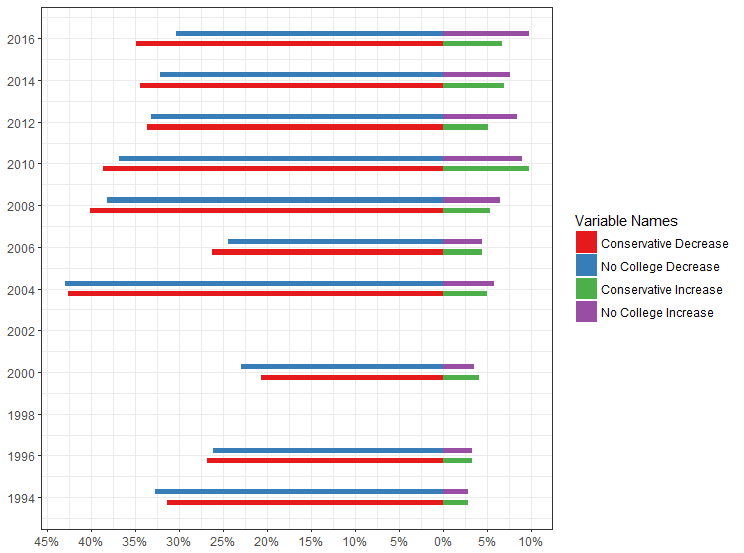 2016
2014
2012
2010
2008
2006
2004
2002
2000
1998
1996
1994
45% 40% 35% 30% 25% 20% 15% 10% 5% 0% 5% 10%
Variable Names
Conservative Decrease
No College Decrease
Conservative Increase
No College Increase